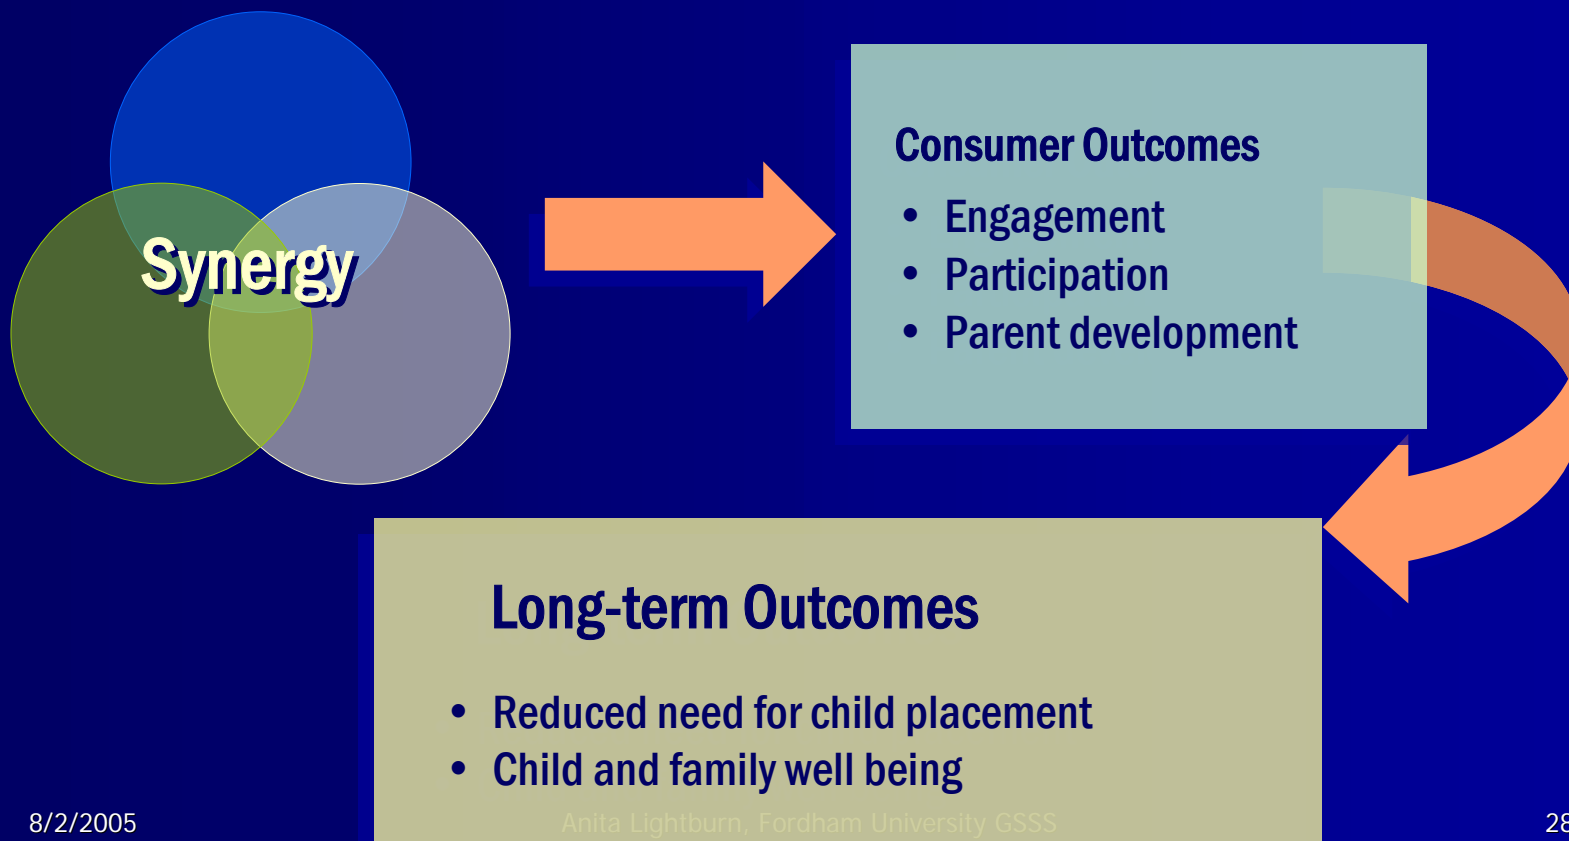 Synergy
Consumer Outcomes
• Engagement
• Participation
• Parent development
Long-term Outcomes
• Reduced need for child placement
• Child and family well being
8/2/2005
Anita Lightburn, Fordham University GSSS
28